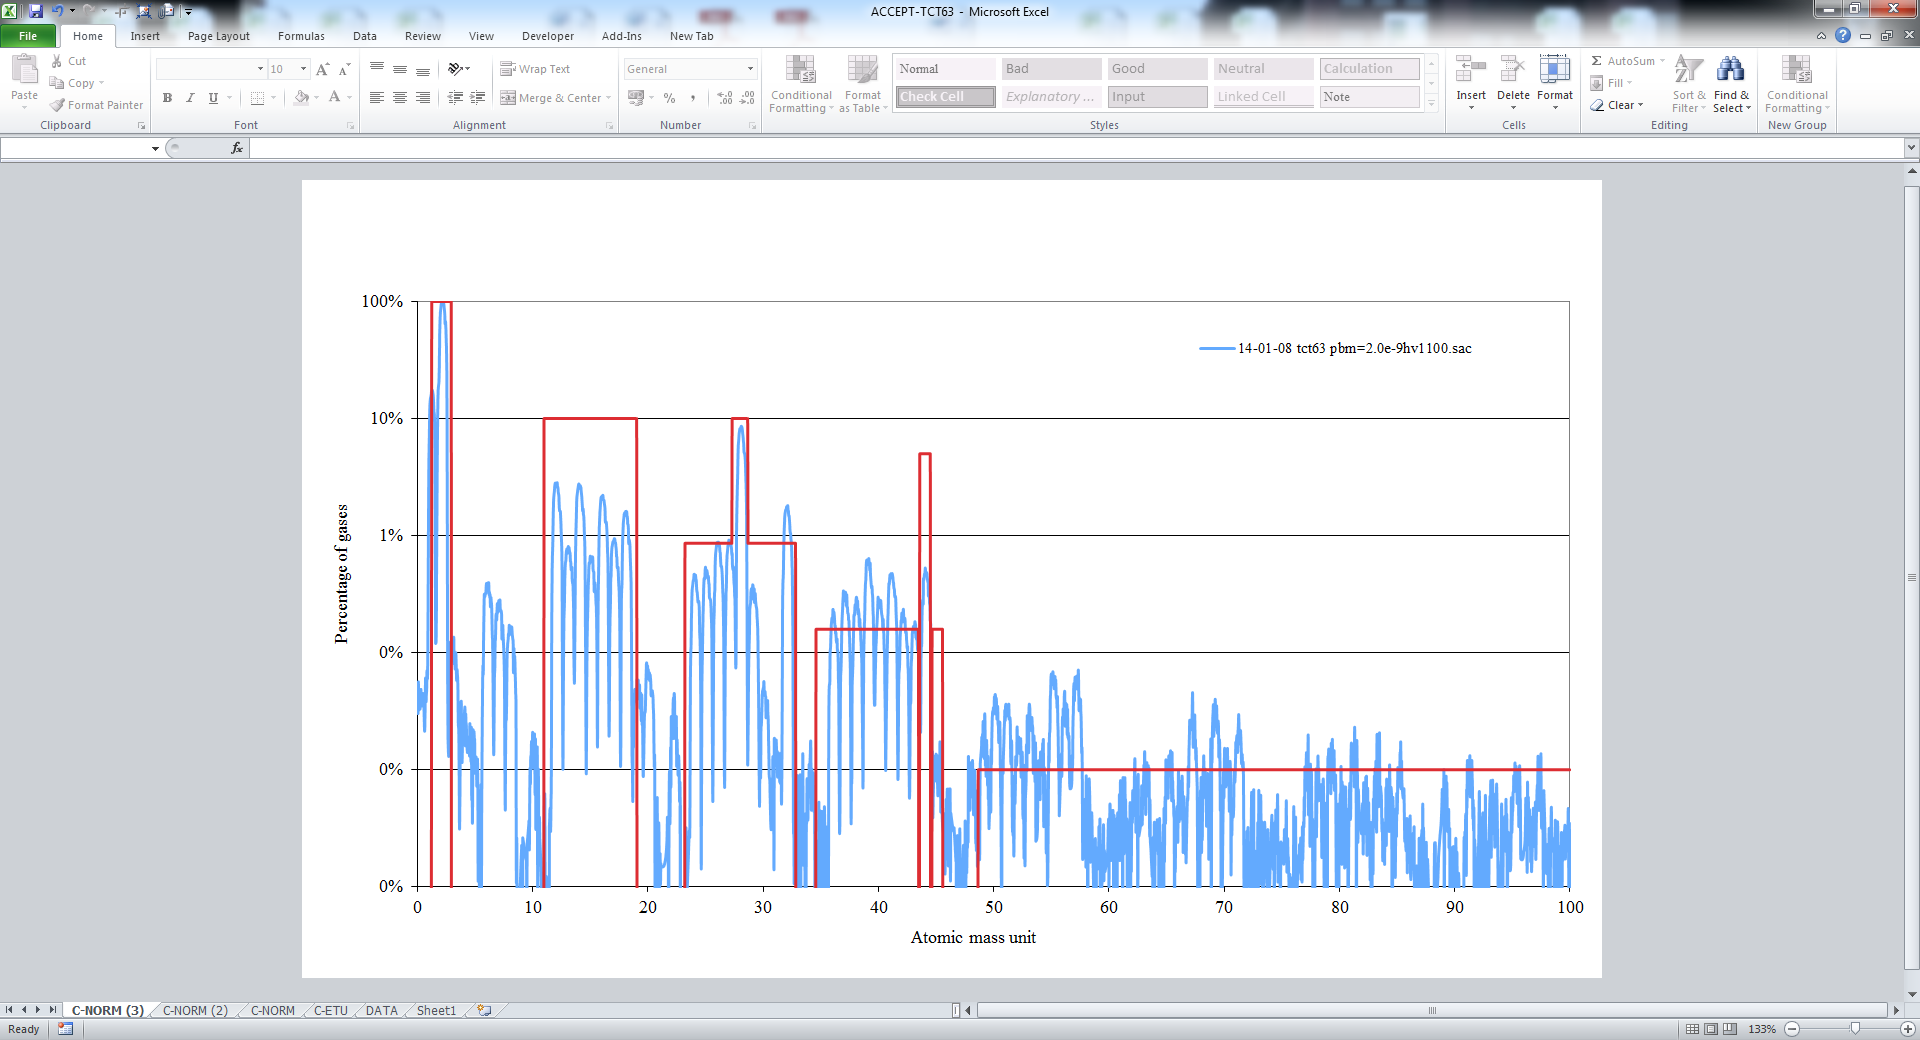 ACCEPT-TCT63 - Microsoft Excel
File Home Insert Page Layout Formulas Data Review View Developer Add-Ins New Tab
Cut
Copy
Format Painter
Paste
Clipboard
10 A A
B I U A
Font
Wrap Text
Merge & Center
Alignment
General
% ,
Number
Conditional Formatting
Format as Table
Normal Bad Good Neutral Calculation
Check Cell Explanatory ... Input Linked Cell Note
Styles
Insert Delete Format
Cells
AutoSum
Fill
Clear
Sort & Filter
Find & Select
Editing
Conditional Formatting
New Group
fx
14-01-08 tct63 pbm=2.0e-9hv1100.sac
Percentage of gases
100%
10%
1%
0%
0%
0%
0 10 20 30 40 50 60 70 80 90 100
Atomic mass unit
C-NORM (3) C-NORM (2) C-NORM C-ETU DATA Sheet1
Ready
133%